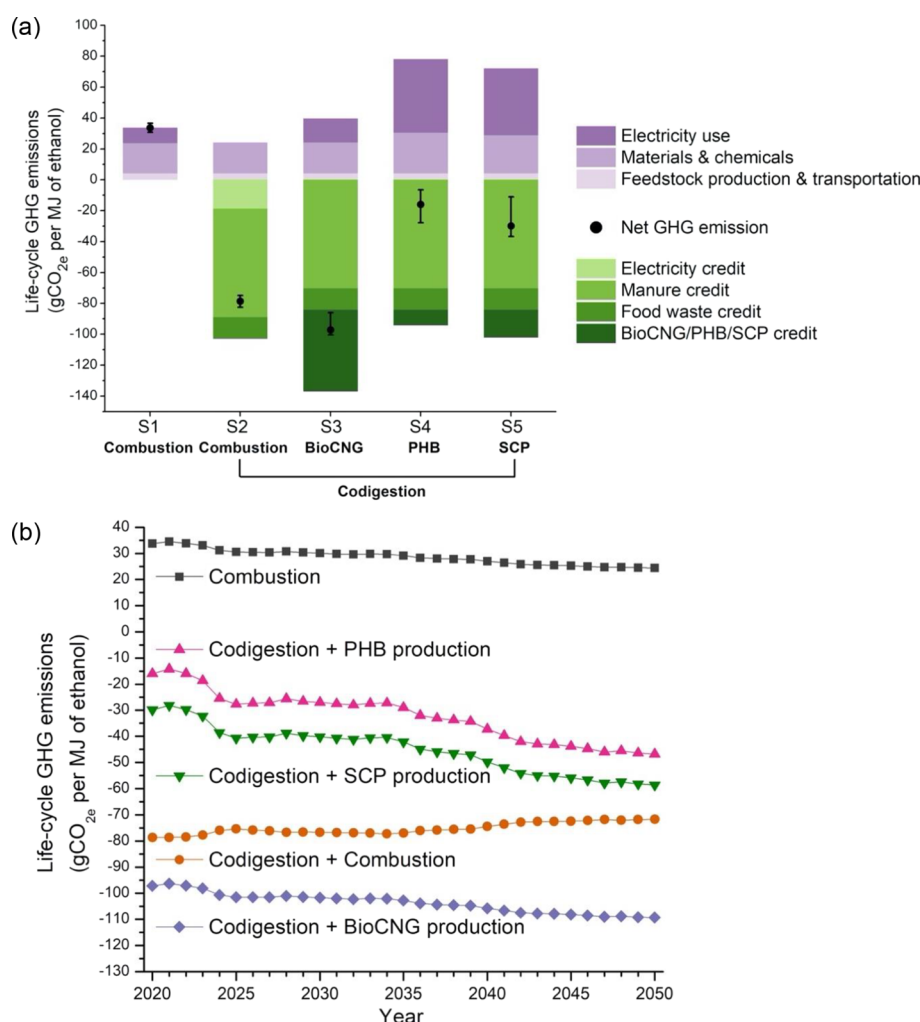 (a)
Life-cycle GHG emissions
(gCO2e per MJ of ethanol)
100
80
60
40
20
0
-20
-40
-60
-80
-100
-120
-140
S1
S2
S3
S4
S5
Combustion
Combustion
BioCNG
PHB
SCP
Codigestion
Electricity use
Materials & chemicals
Feedstock production & transportation
Net GHG emission
Electricity credit
Manure credit
Food waste credit
BioCNG/PHB/SCP credit
(b)
Life-cycle GHG emissions
(gCO2e per MJ of ethanol)
40
30
20
10
0
-10
-20
-30
-40
-50
-60
-70
-80
-90
-100
-110
-120
-130
Combustion
Codigestion + PHB production
Codigestion + SCP production
Codigestion + Combustion
Codigestion + BioCNG production
2020
2025
2030
2035
2040
2045
2050
Year